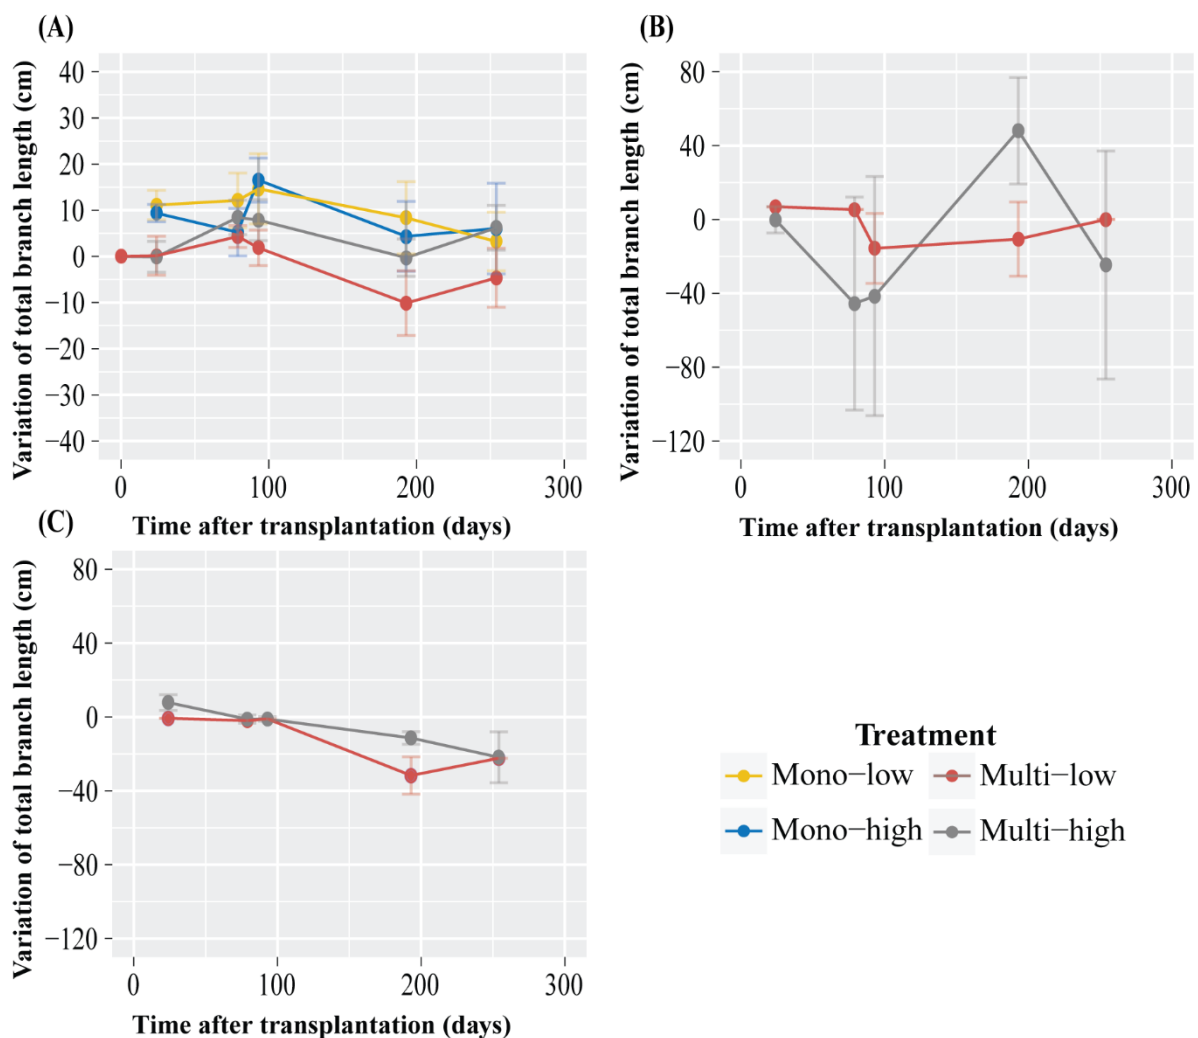 (A)
Variation of total branch length (cm)
40
30
20
10
0
−10
−20
−30
−40
0 100 200 300
Time after transplantation (days)
(B)
Variation of total branch length (cm)
80
40
0
−40
−80
−120
0 100 200 300
Time after transplantation (days)
(C)
Variation of total branch length (cm)
80
40
0
−40
−80
−120
0 100 200 300
Time after transplantation (days)
Treatment
Mono−low Multi−low
Mono−high Multi−high